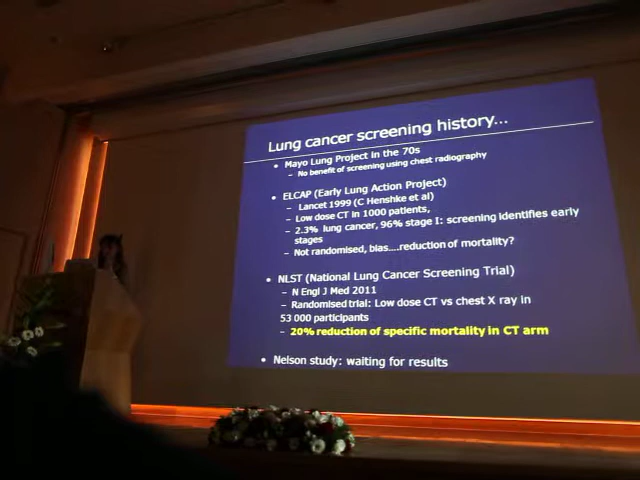 Lung cancer screening history...
• Mayo Lung Project in the 70s
– No benefit of screening using chest radiography
• ELCAP (Early Lung Action Project)
– Lancet 1999 (C Henshke et al)
– Low dose CT in 1000 patients,
– 2.3% lung cancer, 96% stage I: screening identifies early
stages
– Not randomised, bias....reduction of mortality?
• NLST (National Lung Cancer Screening Trial)
– N Engl J Med 2011
– Randomised trial: Low dose CT vs chest X ray in
53 000 participants
– 20% reduction of specific mortality in CT arm
• Nelson study: waiting for results